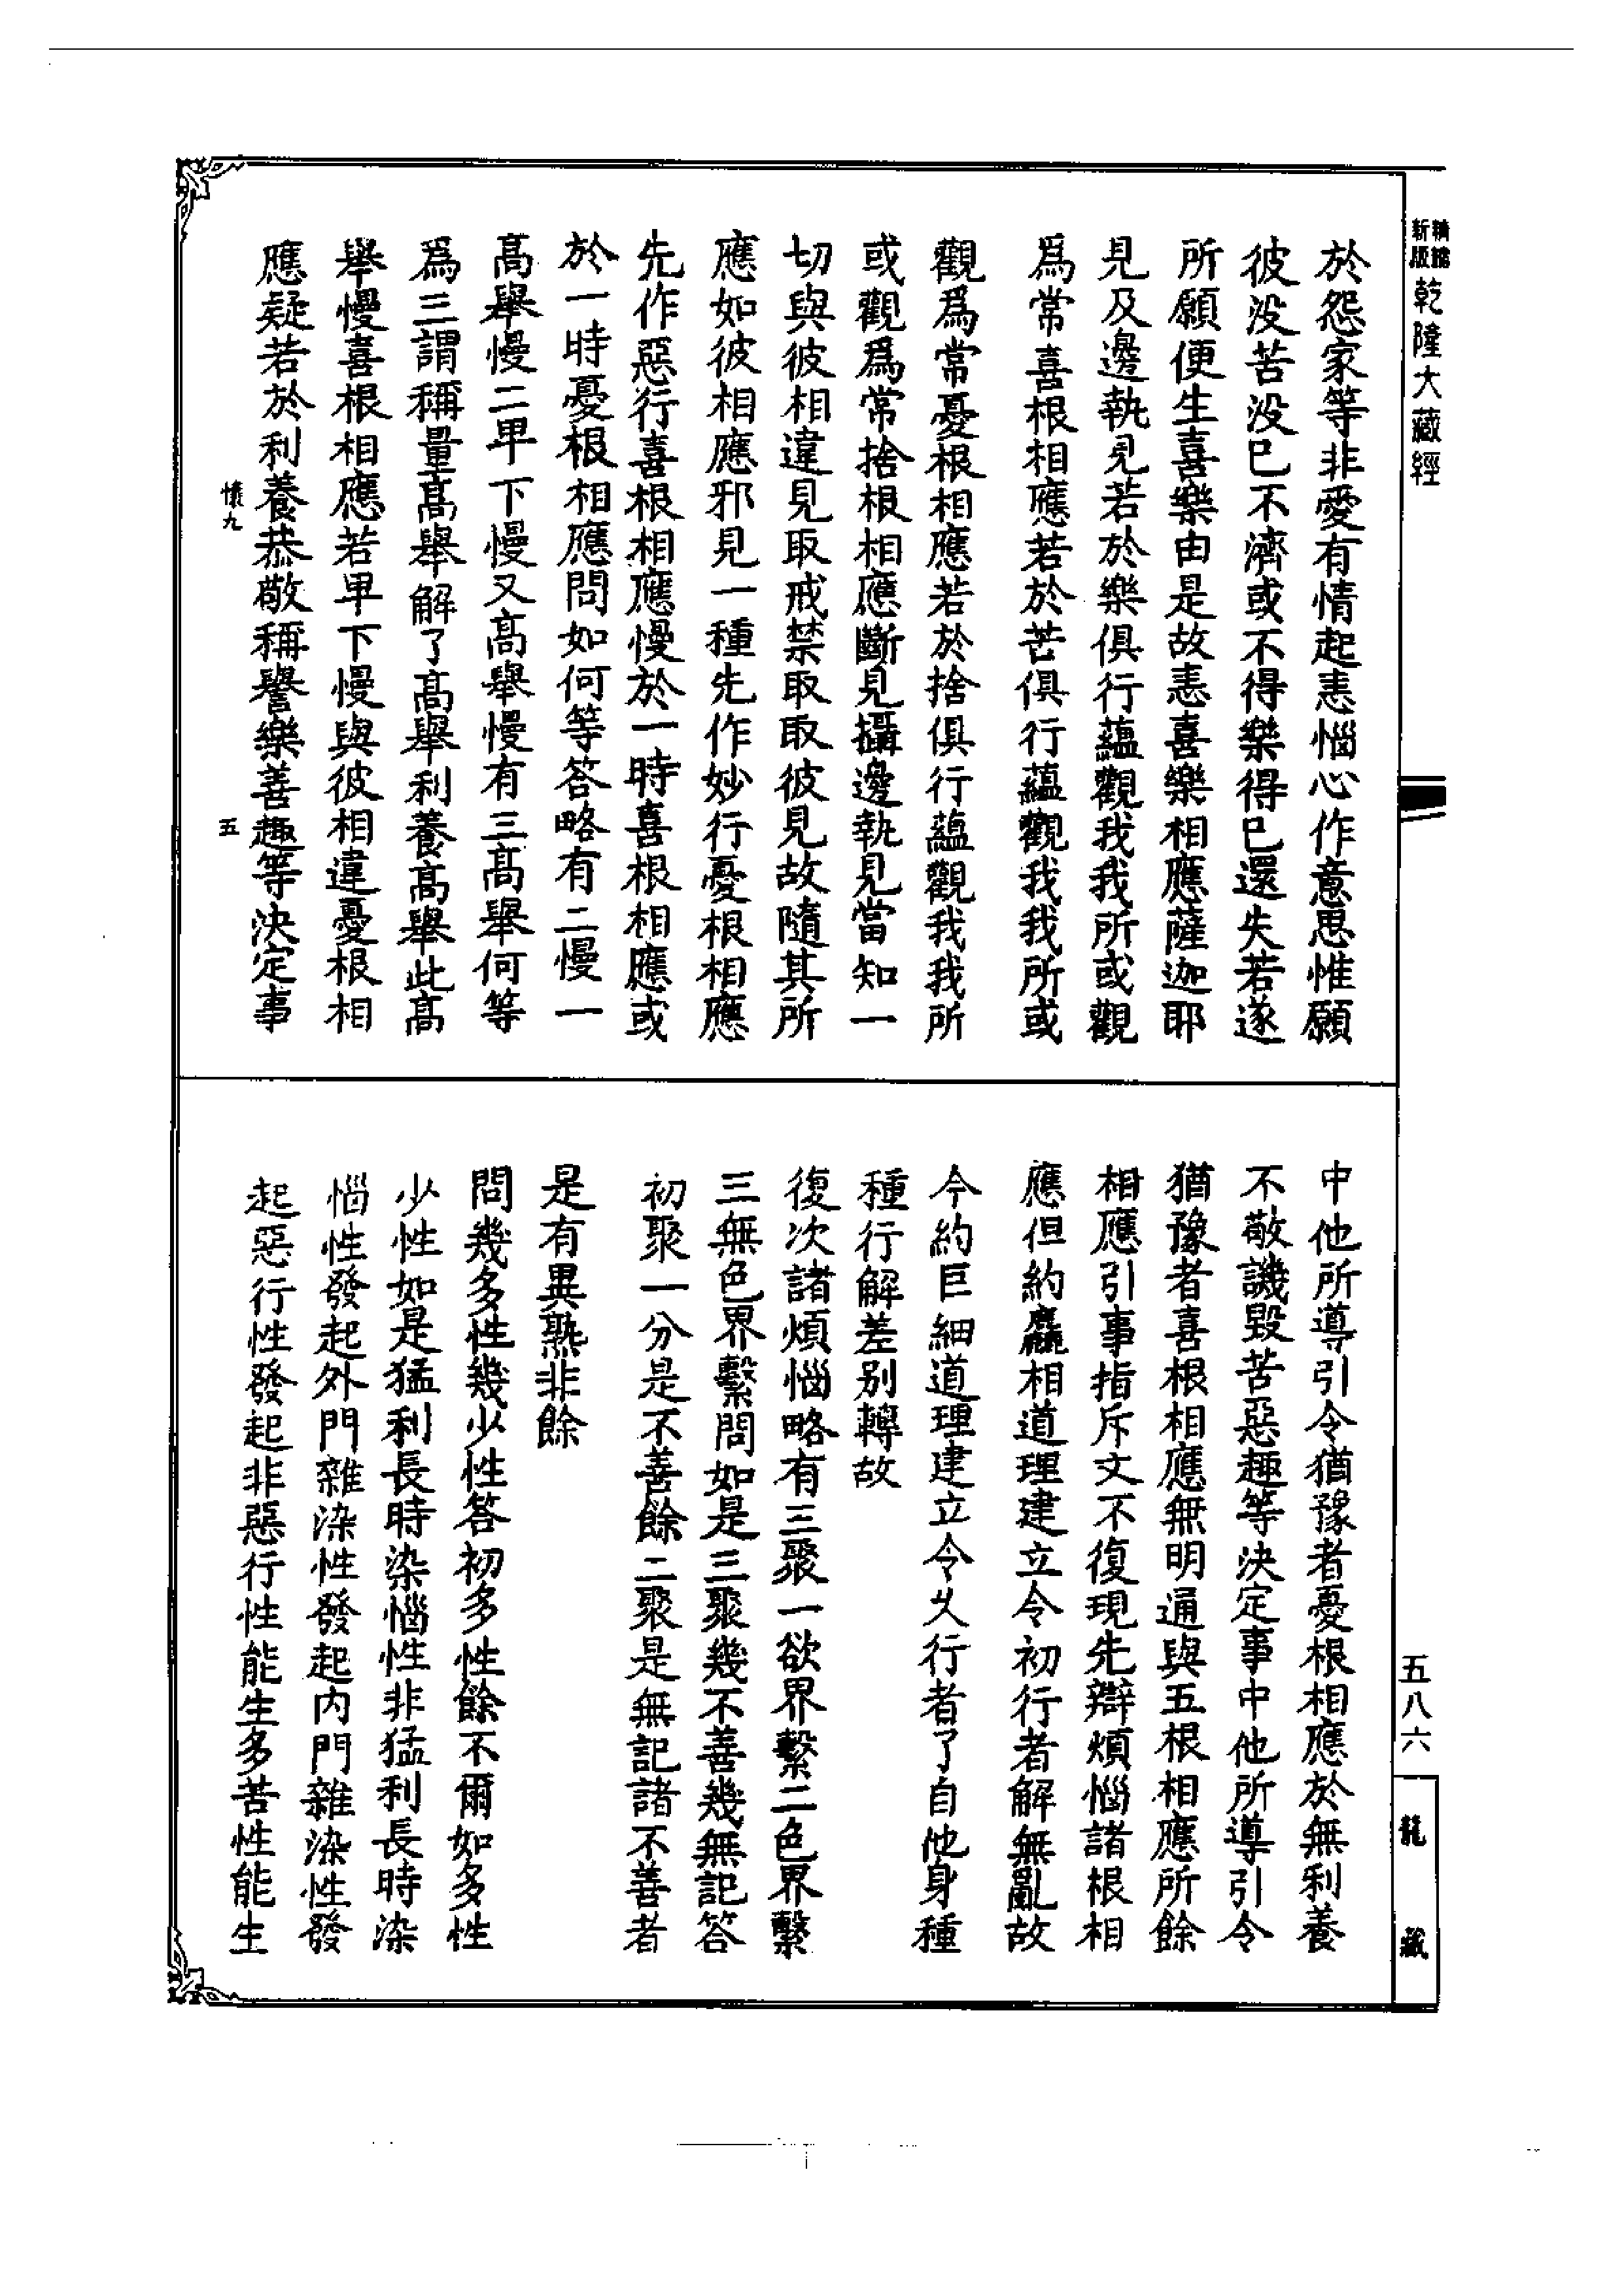 精縮
新版
乾隆大藏經
於怨家等非愛有情起恚惱心作意思惟願
彼没苦没已不濟或不得樂得已還失若遂
所願便生喜樂由是故恚喜樂相應薩迦耶
見及邊執見若於樂俱行蘊觀我我所或觀
爲常喜根相應若於苦俱行蘊觀我我所或
觀爲常憂根相應若於捨俱行蘊觀我我所
或觀爲常捨根相應斷見攝邊執見當知一
切與彼相違見取戒禁取取彼見故隨其所
應如彼相應邪見一種先作妙行憂根相應
先作惡行喜根相應慢於一時喜根相應或
於一時憂根相應問如何等答略有二慢一
高舉慢二卑下慢又高舉慢有三高舉何等
爲三謂稱量高舉解了高舉利養高舉此高
舉慢喜根相應若卑下慢與彼相違憂根相
應疑若於利養恭敬稱譽樂善趣等決定事
懷九
五
中他所導引令猶豫者憂根相應於無利養
不敬譏毀苦惡趣等決定事中他所導引令
猶豫者喜根相應無明通與五根相應所餘
相應引事指斥文不復現先辯煩惱諸根相
應但約麤相道理建立令初行者解無亂故
今約巨細道理建立令久行者了自他身種
種行解差别轉故
復次諸煩惱略有三聚一欲界繫二色界繫
三無色界繫問如是三聚幾不善幾無記答
初聚一分是不善餘二聚是無記諸不善者
是有異熟非餘
問幾多性幾少性答初多性餘不爾如多性
少性如是猛利長時染惱性非猛利長時染
惱性發起外門雜染性發起内門雜染性發
起惡行性發起非惡行性能生多苦性能生
五八六
龍藏